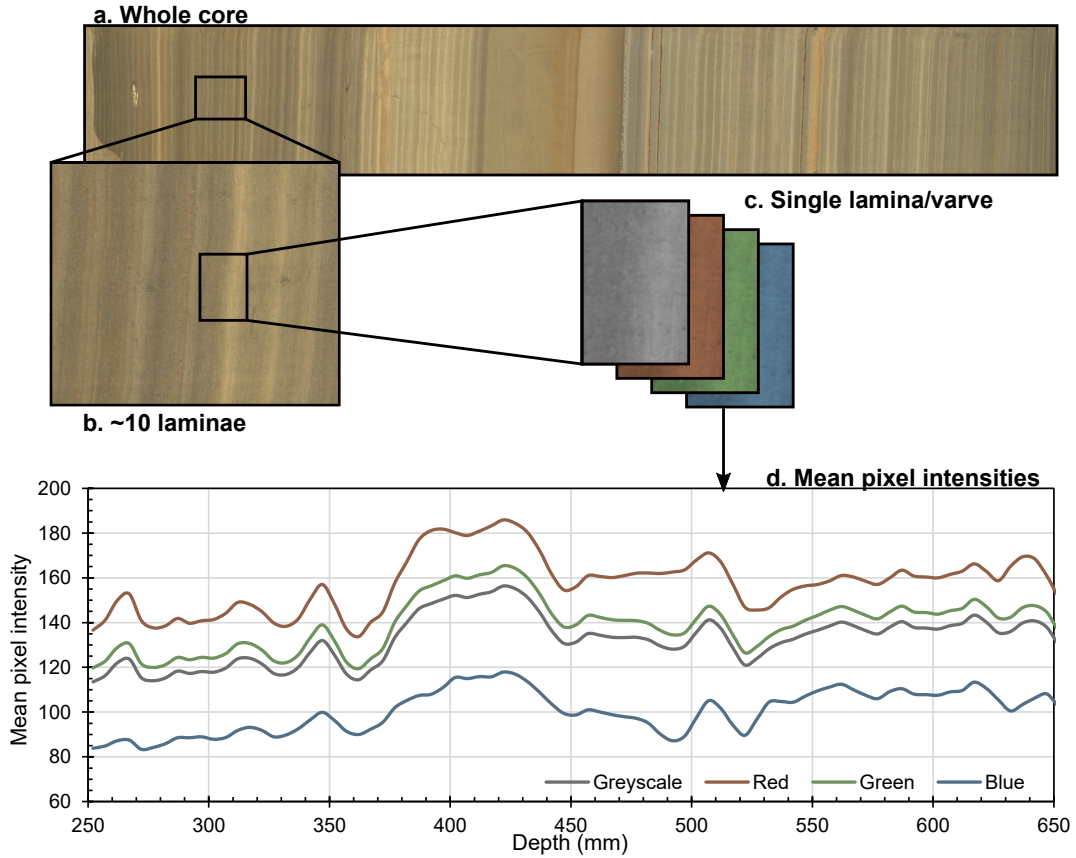 a. Whole core
c. Single lamina/varve
b. ~10 laminae
d. Mean pixel intensities
200
180
160
140
120
100
80
60
Mean pixel intensity
Greyscale
Red
Green
Blue
250
300
350
400
450
500
550
600
650
Depth (mm)